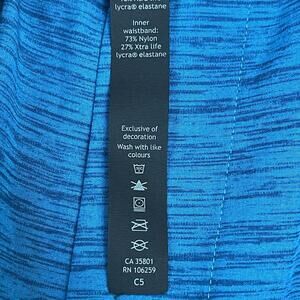 lycra® elastane
Inner
waistband:
73% Nylon
27% Xtra life
lycra® elastane
Exclusive of
decoration
Wash with like
colours
CA 35801
RN 106259
C5